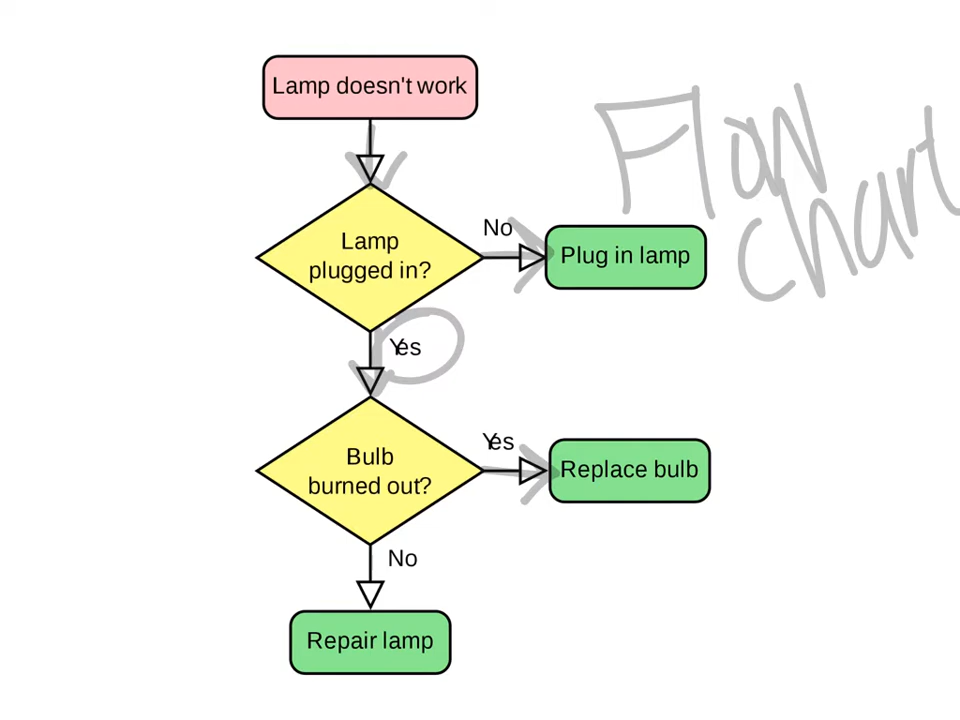 Lamp doesn't work
Flow
chart
Lamp
plugged in?
No
Plug in lamp
Yes
Bulb
burned out?
Yes
Replace bulb
No
Repair lamp